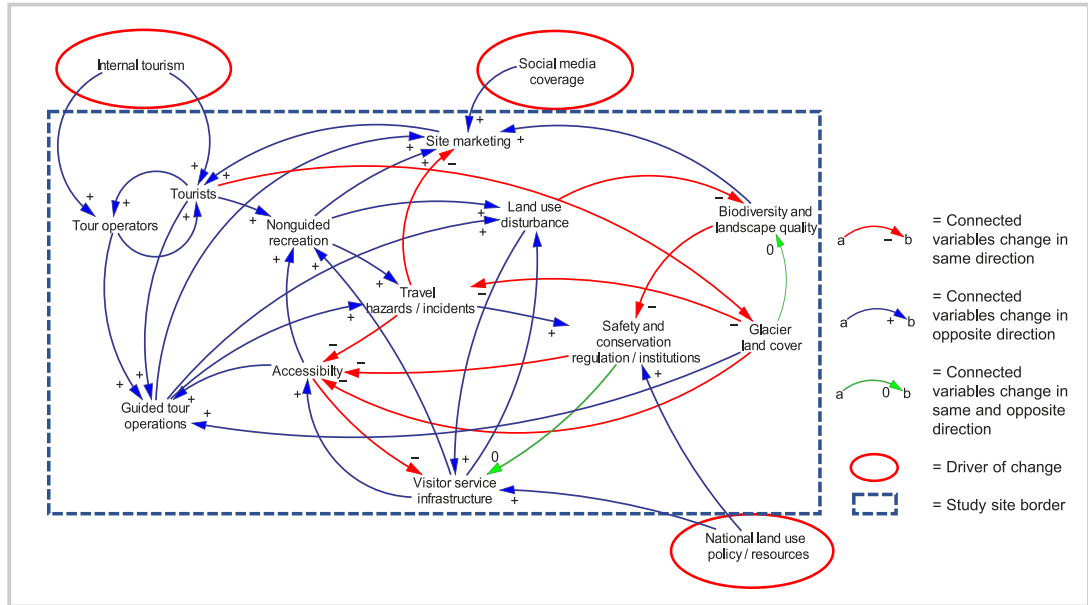 Internal tourism
Social media
coverage
+
Site marketing
+
+
+
−
+
+
Tourists
+
+
+
Tour operators
+
+
Nonguided
recreation
+
+
Land use
disturbance
+
+
+
−
Biodiversity and
landscape quality
0
+
Travel
hazards / incidents
+
−
−
Safety and
conservation
regulation / institutions
+
+
−
Glacier
land cover
−
Accessibilty
−
−
+
+
+
Guided tour
operations
+
+
−
+
0
Visitor service
infrastructure
+
National land use
policy / resources
a
−
b
= Connected
variables change in
same direction
a
+
b
= Connected
variables change in
opposite direction
a
0
b
= Connected
variables change in
same and opposite
direction
= Driver of change
= Study site border